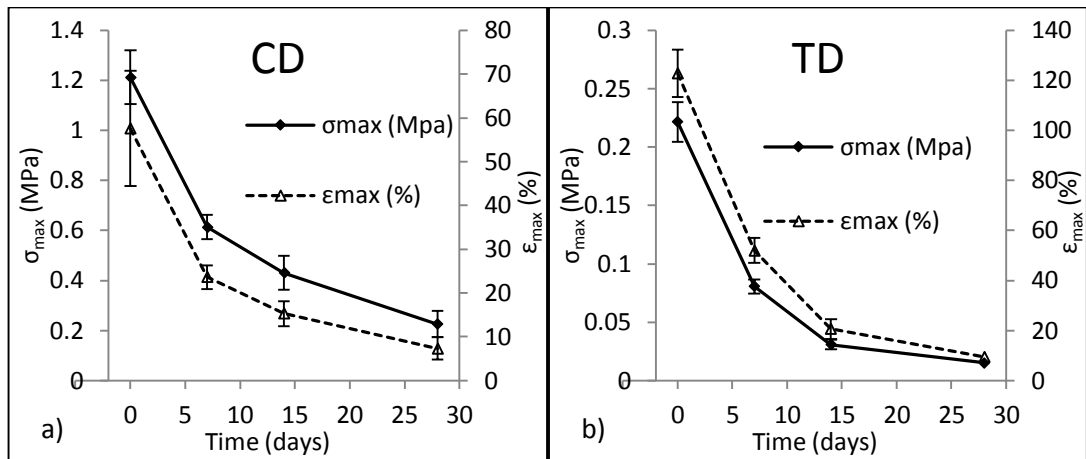 CD
σmax (Mpa)
εmax (%)
1.4
1.2
1
0.8
0.6
0.4
0.2
0
σmax (MPa)
80
70
60
50
40
30
20
10
0
εmax (%)
0 5 10 15 20 25 30
Time (days)
a)
TD
σmax (Mpa)
εmax (%)
0.3
0.25
0.2
0.15
0.1
0.05
0
σmax (MPa)
140
120
100
80
60
40
20
0
εmax (%)
0 5 10 15 20 25 30
Time (days)
b)